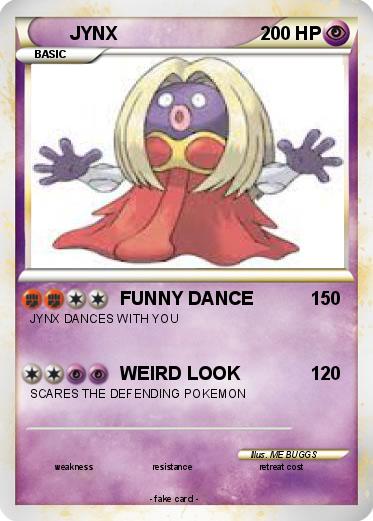 JYNX 200 HP
BASIC
FUNNY DANCE 150
JYNX DANCES WITH YOU
WEIRD LOOK 120
SCARES THE DEFENDING POKEMON
Illus. ME BUGGS
weakness resistance retreat cost
- fake card -